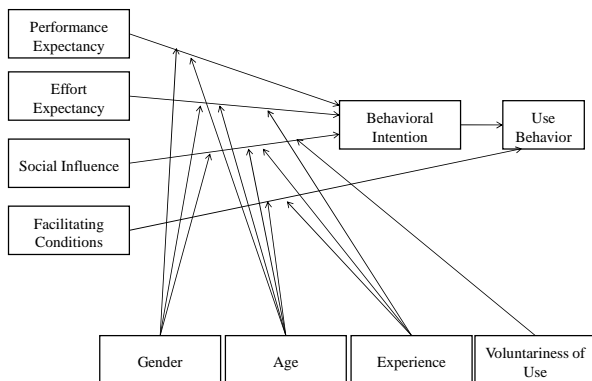 Performance
Expectancy
Effort
Expectancy
Social Influence
Facilitating
Conditions
Behavioral
Intention
Use
Behavior
Gender
Age
Experience
Voluntariness of
Use